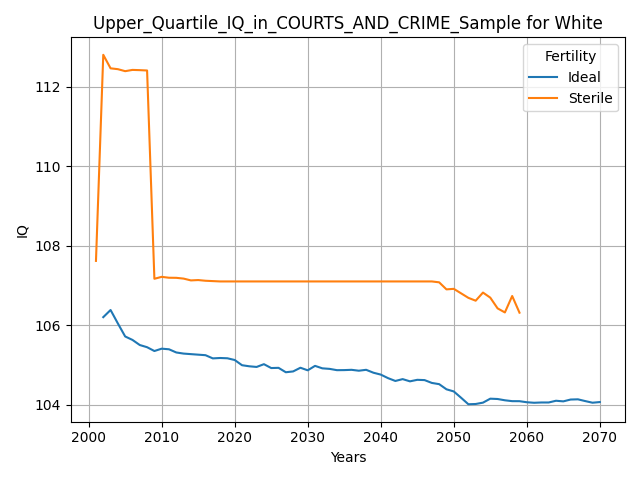 Upper_Quartile_IQ_in_COURTS_AND_CRIME_Sample for White
Fertility
Ideal
Sterile
112
110
108
106
104
IQ
2000 2010 2020 2030 2040 2050 2060 2070
Years